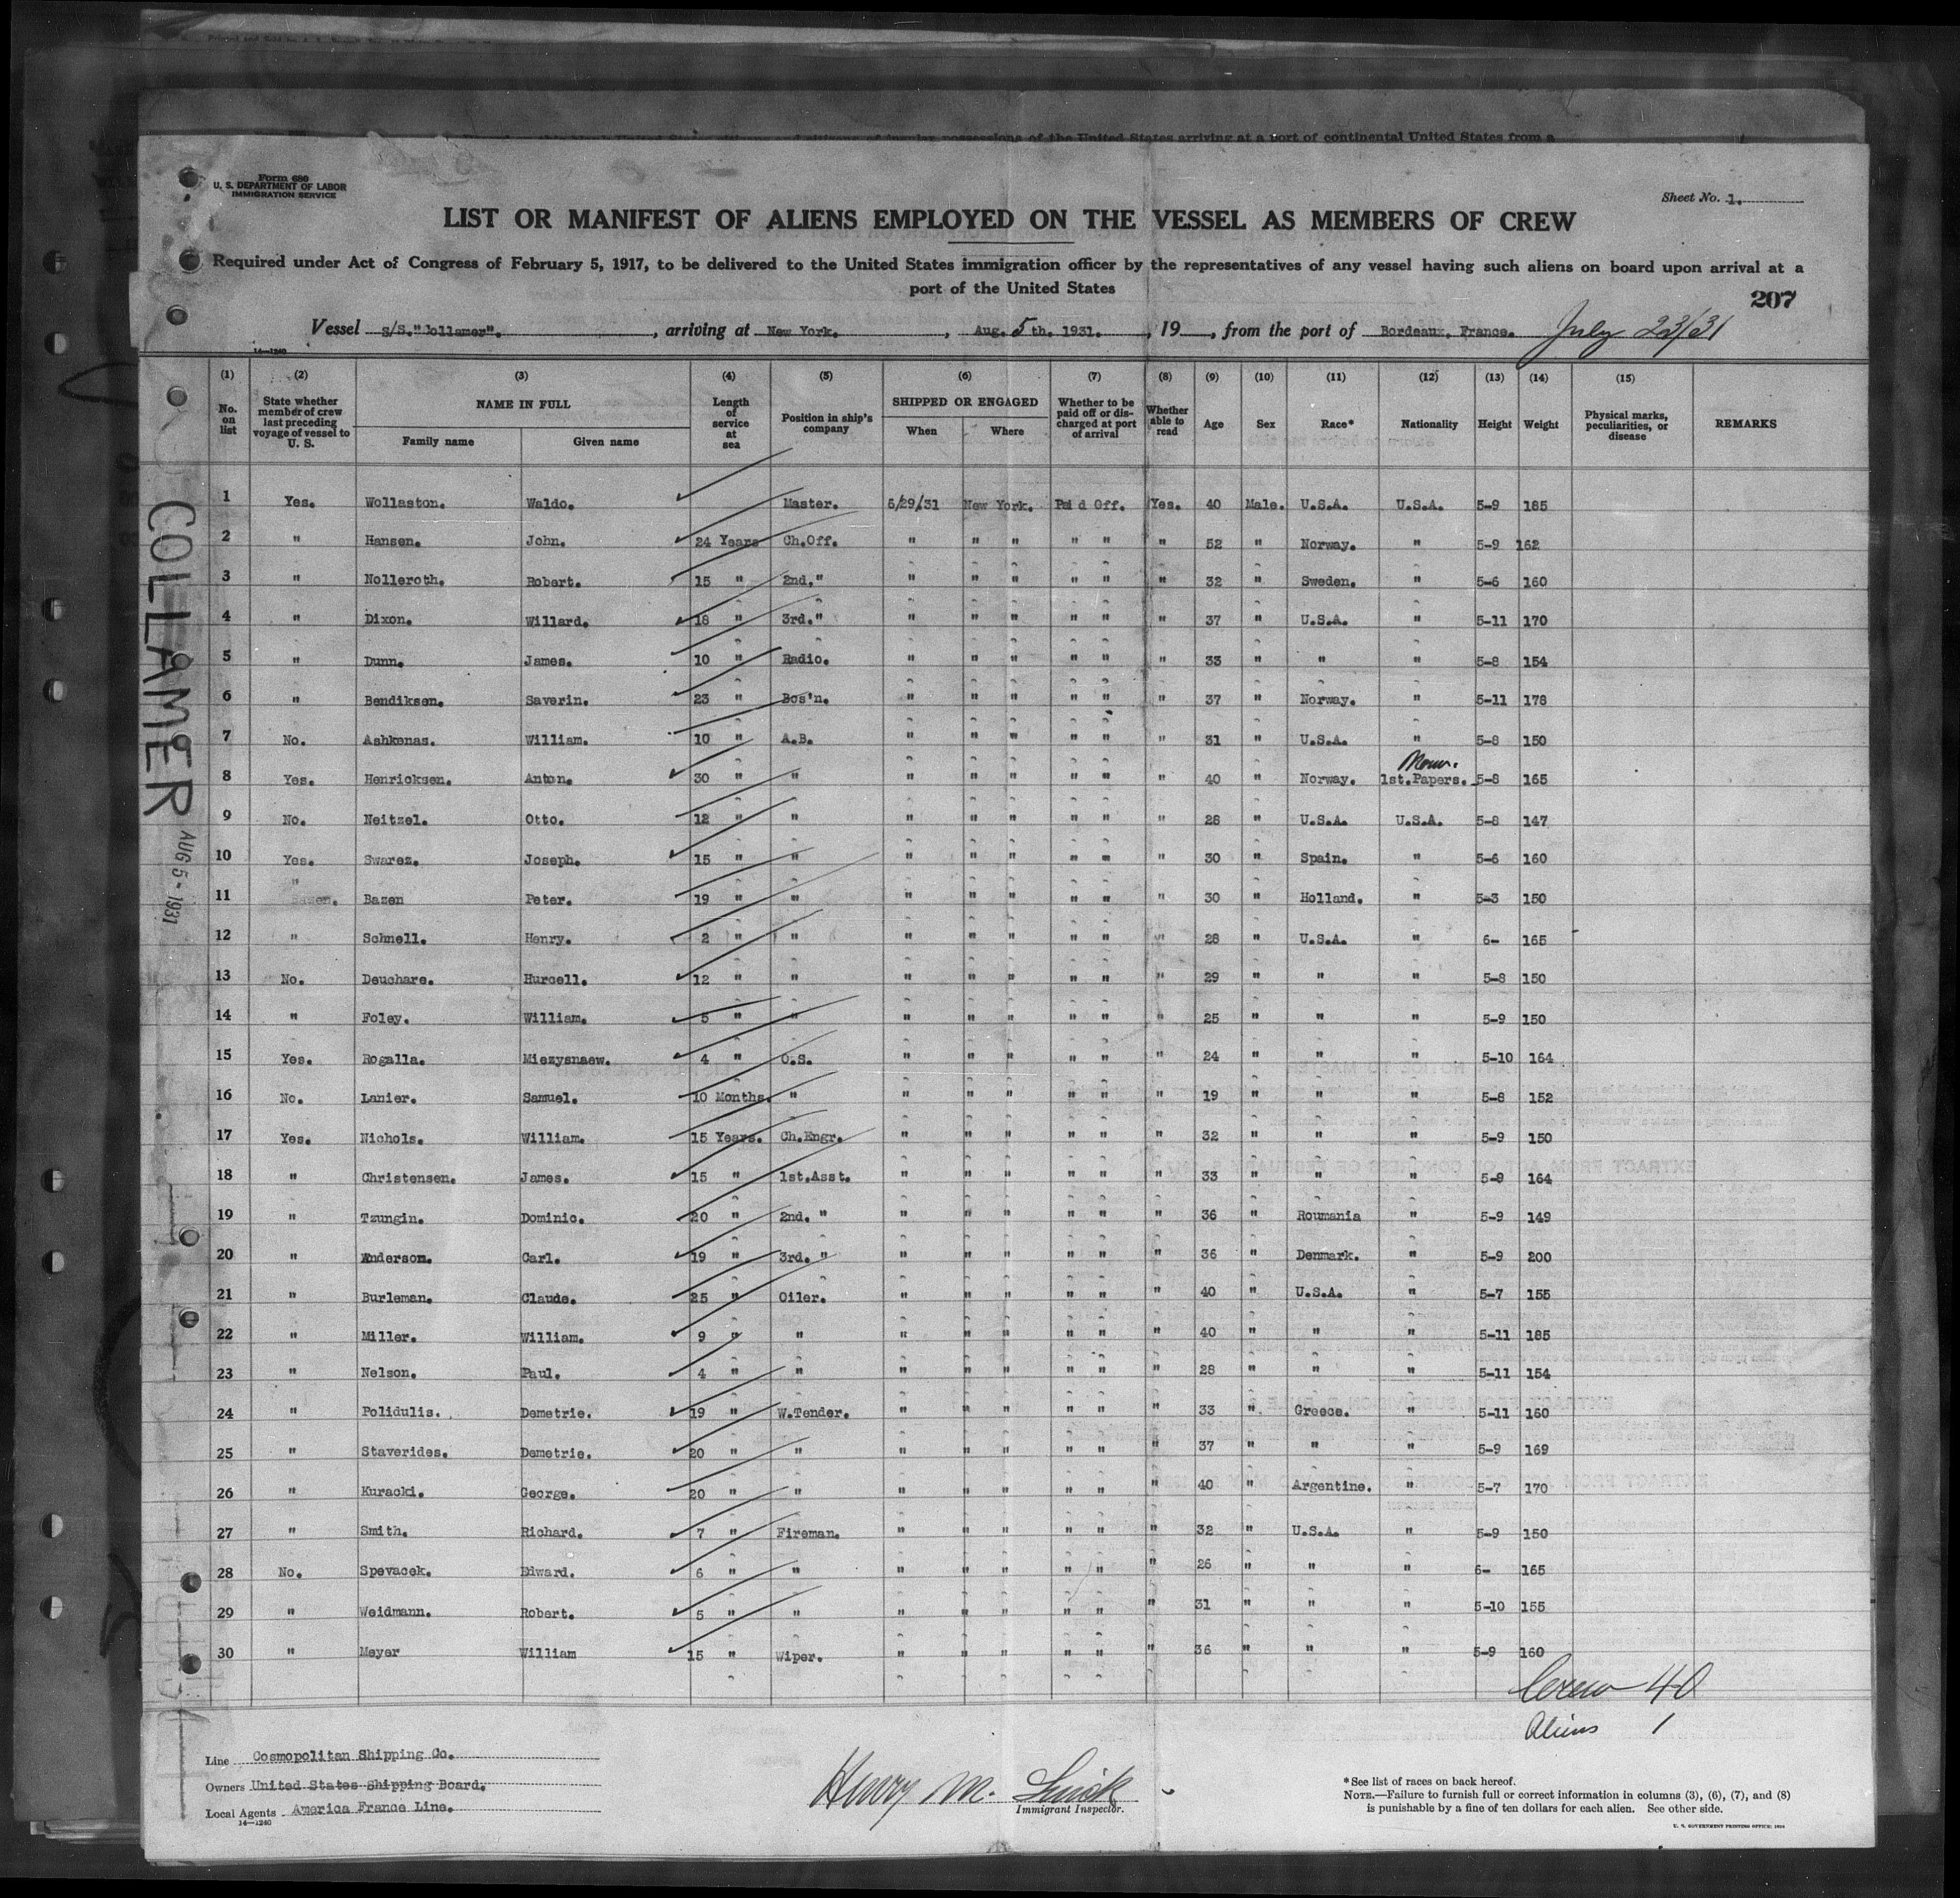 Form 680
U. S. DEPARTMENT OF LABOR
IMMIGRATION SERVICE
Sheet No. 1.
LIST OR MANIFEST OF ALIENS EMPLOYED ON THE VESSEL AS MEMBERS OF CREW
Required under Act of Congress of February 5, 1917, to be delivered to the United States immigration officer by the representatives of any vessel having such aliens on board upon arrival at a
port of the United States
207
Vessel s/S."Collamer". , arriving at New York. , Aug. 5th. 1931. , 19 , from the port of Bordeaux, France. July 23/31
14—1240
(1) (2) (3) (4) (5) (6) (7) (8) (9) (10) (11) (12) (13) (14) (15)
No. on list State whether member of crew last preceding voyage of vessel to U. S. NAME IN FULL Family name Given name Length of service at sea Position in ship's company SHIPPED OR ENGAGED When Where Whether to be paid off or discharged at port of arrival Whether able to read Age Sex Race* Nationality Height Weight Physical marks, peculiarities, or disease REMARKS
1 Yes. Wollaston. Waldo. Master. 5/29/31 New York. Paid Off. Yes. 40 Male. U.S.A. U.S.A. 5-9 185
2 " Hansen. John. 24 Years Ch.Off. " " " " " " 52 " Norway. " 5-9 162
3 " Nolleroth. Robert. 15 " 2nd." " " " " " " 32 " Sweden. " 5-6 160
4 " Dixon. Willard. 18 " 3rd." " " " " " " 37 " U.S.A. " 5-11 170
5 " Dunn. James. 10 " Radio. " " " " " " 33 " " " 5-8 154
6 " Bendiksen. Saverin. 23 " Bos'n. " " " " " " 37 " Norway. " 5-11 178
7 No. Ashkenas. William. 10 " A.B. " " " " " " 31 " U.S.A. " 5-8 150
8 Yes. Henricksen. Anton. 30 " " " " " " " " 40 " Norway. 1st.Papers. 5-8 165
9 No. Neitzel. Otto. 12 " " " " " " " " 28 " U.S.A. U.S.A. 5-8 147
10 Yes. Swarez. Joseph. 15 " " " " " " " " 30 " Spain. " 5-6 160
11 " Bazen Peter. 19 " " " " " " " " 30 " Holland. " 5-3 150
12 " Schnell. Henry. 2 " " " " " " " " 28 " U.S.A. " 6- 165
13 No. Deuchare. Hurcell. 12 " " " " " " " " 29 " " " 5-8 150
14 " Foley. William. 5 " " " " " " " " 25 " " " 5-9 150
15 Yes. Rogalla. Miezysnaew. 4 " O.S. " " " " " " 24 " " " 5-10 164
16 No. Lanier. Samuel. 10 Months. " " " " " " " 19 " " " 5-8 152
17 Yes. Nichols. William. 15 Years. Ch.Engr. " " " " " " 32 " " " 5-9 150
18 " Christensen. James. 15 " 1st.Asst. " " " " " " 33 " " " 5-8 164
19 " Tzungin. Dominic. 20 " 2nd. " " " " " " " 36 " Roumania " 5-9 149
20 " Anderson. Carl. 19 " 3rd. " " " " " " " 36 " Denmark. " 5-9 200
21 " Burleman. Claude. 25 " Oiler. " " " " " " 40 " U.S.A. " 5-7 155
22 " Miller. William. 9 " " " " " " " " 40 " " " 5-11 185
23 " Nelson. Paul. 4 " " " " " " " " 28 " " " 5-11 154
24 " Polidulis. Demetrie. 19 " W.Tender. " " " " " " 33 " Greece. " 5-11 160
25 " Staverides. Demetrie. 20 " " " " " " " " 37 " " " 5-9 169
26 " Kuracki. George. 20 " " " " " " " " 40 " Argentine. " 5-7 170
27 " Smith. Richard. 7 " Fireman. " " " " " " 32 " U.S.A. " 5-9 150
28 No. Spevacek. Edward. 6 " " " " " " " " 26 " " " 6- 165
29 " Weidmann. Robert. 5 " " " " " " " " 31 " " " 5-10 155
30 " Meyer William 15 " Wiper. " " " " " " 36 " " " 5-9 160
Crew 40
Aliens 1
COLLAMER
AUG 5 - 1931
Line Cosmopolitan Shipping Co.
Owners United States Shipping Board.
Local Agents America France Line.
14—1240
Henry M.
Immigrant Inspector.
*See list of races on back hereof.
NOTE.—Failure to furnish full or correct information in columns (3), (6), (7), and (8)
is punishable by a fine of ten dollars for each alien. See other side.